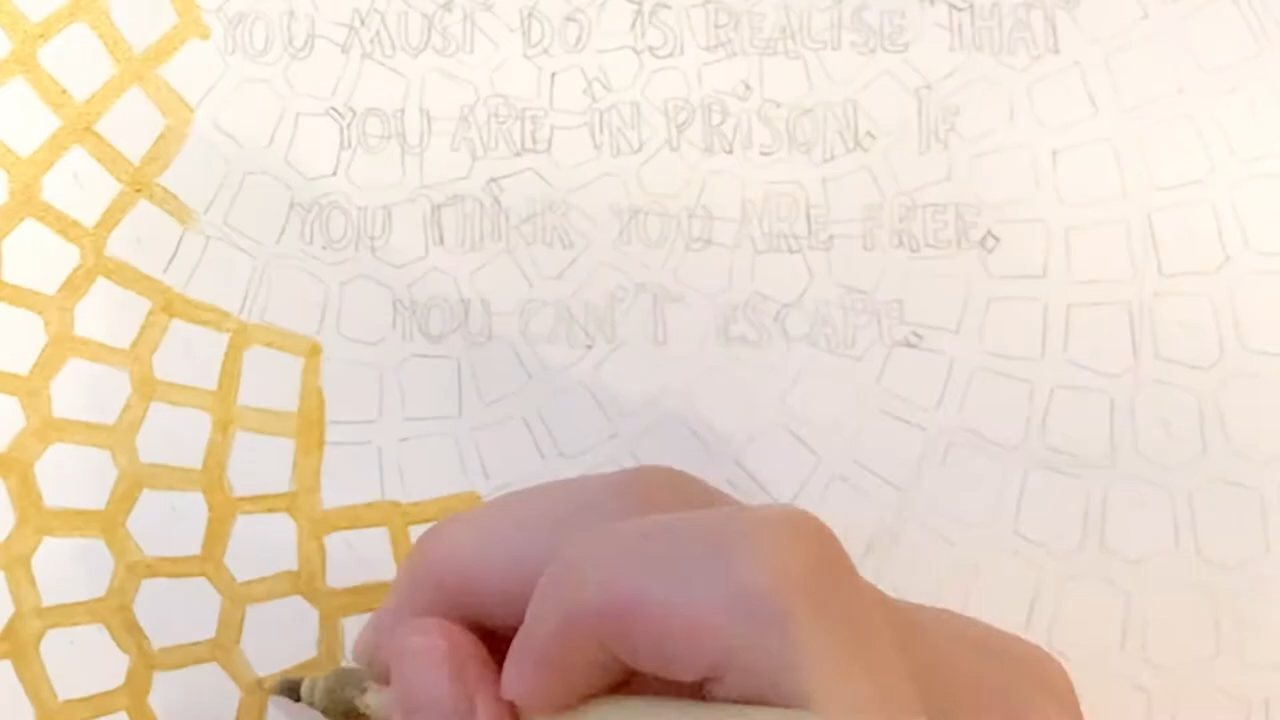 YOU MUST DO IS REALISE THAT
YOU ARE IN PRISON. IF
YOU THINK YOU ARE FREE.
YOU CAN'T ESCAPE.